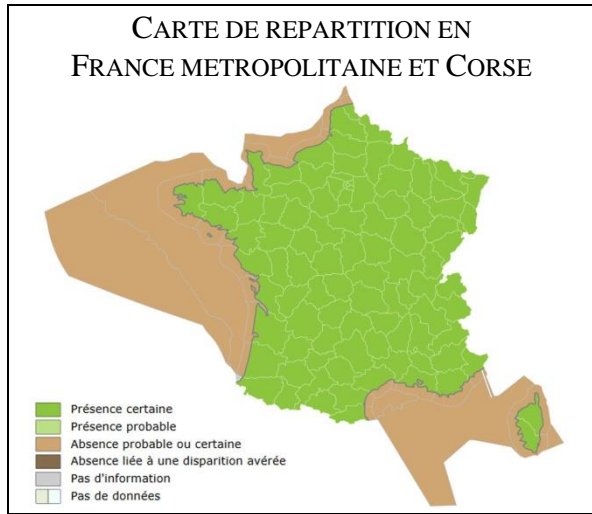 CARTE DE REPARTITION EN
FRANCE METROPOLITAINE ET CORSE
Présence certaine
Présence probable
Absence probable ou certaine
Absence liée à une disparition avérée
Pas d'information
Pas de données